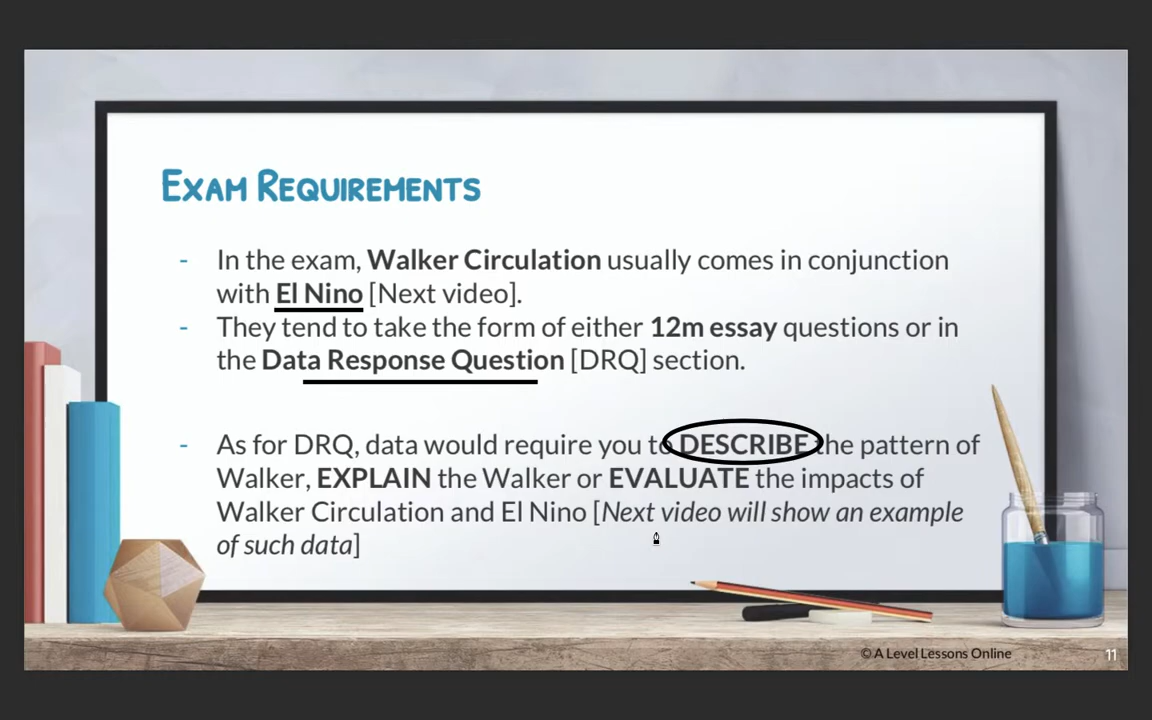 Exam Requirements
- In the exam, Walker Circulation usually comes in conjunction
with El Nino [Next video].
- They tend to take the form of either 12m essay questions or in
the Data Response Question [DRQ] section.
- As for DRQ, data would require you to DESCRIBE the pattern of
Walker, EXPLAIN the Walker or EVALUATE the impacts of
Walker Circulation and El Nino [Next video will show an example
of such data]
© A Level Lessons Online
11